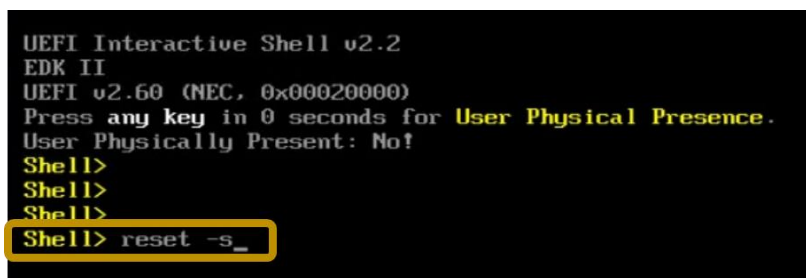 UEFI Interactive Shell v2.2
EDK II
UEFI v2.60 (NEC, 0x00020000)
Press any key in 0 seconds for User Physical Presence.
User Physically Present: No!
Shell>
Shell>
Shell>
Shell> reset -s_